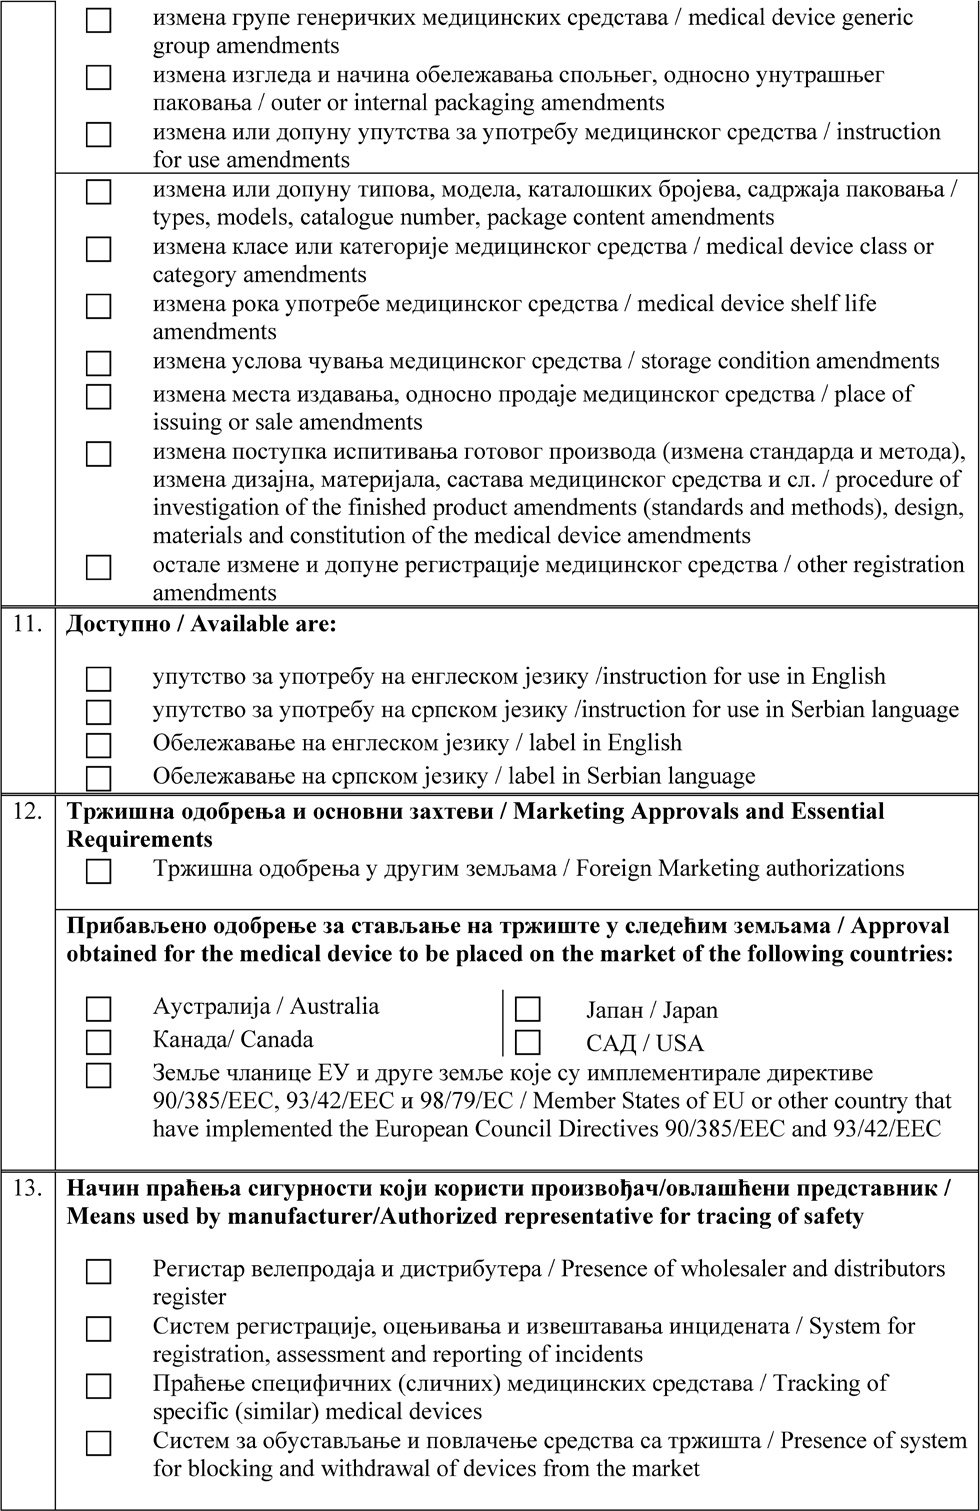 измена групе генеричких медицинских средстава / medical device generic
group amendments
измена изгледа и начина обележавања спољњег, односно унутрашњег
паковања / outer or internal packaging amendments
измена или допуну упутства за употребу медицинског средства / instruction
for use amendments
измена или допуну типова, модела, каталошких бројева, садржаја паковања /
types, models, catalogue number, package content amendments
измена класе или категорије медицинског средства / medical device class or
category amendments
измена рока употребе медицинског средства / medical device shelf life
amendments
измена услова чувања медицинског средства / storage condition amendments
измена места издавања, односно продаје медицинског средства / place of
issuing or sale amendments
измена поступка испитивања готовог производа (измена стандарда и метода),
измена дизајна, материјала, састава медицинског средства и сл. / procedure of
investigation of the finished product amendments (standards and methods), design,
materials and constitution of the medical device amendments
остале измене и допуне регистрације медицинског средства / other registration
amendments
11. Доступно / Available are:
упутство за употребу на енглеском језику /instruction for use in English
упутство за употребу на српском језику /instruction for use in Serbian language
Обележавање на енглеском језику / label in English
Обележавање на српском језику / label in Serbian language
12. Тржишна одобрења и основни захтеви / Marketing Approvals and Essential
Requirements
Тржишна одобрења у другим земљама / Foreign Marketing authorizations
Прибављено одобрење за стављање на тржиште у следећим земљама / Approval
obtained for the medical device to be placed on the market of the following countries:
Аустралија / Australia
Јапан / Japan
Канада/ Canada
САД / USA
Земље чланице ЕУ и друге земље које су имплементирале директиве
90/385/EEC, 93/42/EEC и 98/79/EC / Member States of EU or other country that
have implemented the European Council Directives 90/385/EEC and 93/42/EEC
13. Начин праћења сигурности који користи произвођач/овлашћени представник /
Means used by manufacturer/Authorized representative for tracing of safety
Регистар велепродаја и дистрибутера / Presence of wholesaler and distributors
register
Систем регистрације, оцењивања и извештавања инцидената / System for
registration, assessment and reporting of incidents
Праћење специфичних (сличних) медицинских средстава / Tracking of
specific (similar) medical devices
Систем за обустављање и повлачење средства са тржишта / Presence of system
for blocking and withdrawal of devices from the market